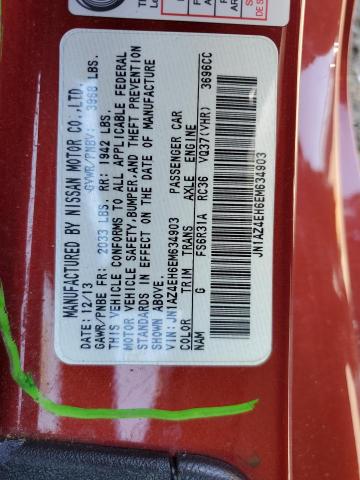 MANUFACTURED BY NISSAN MOTOR CO.,LTD.
DATE: 12/13 GVWR/PNBV: 3968 LBS.
GAWR/PNBE FR: 2033 LBS. RR: 1942 LBS.
THIS VEHICLE CONFORMS TO ALL APPLICABLE FEDERAL
MOTOR VEHICLE SAFETY,BUMPER,AND THEFT PREVENTION
STANDARDS IN EFFECT ON THE DATE OF MANUFACTURE
SHOWN ABOVE.
VIN: JN1AZ4EH6EM634903 PASSENGER CAR
COLOR TRIM TRANS AXLE ENGINE
NAM G FS6R31A RC36 VQ37(VHR) 3696CC
JN1AZ4EH6EM634903